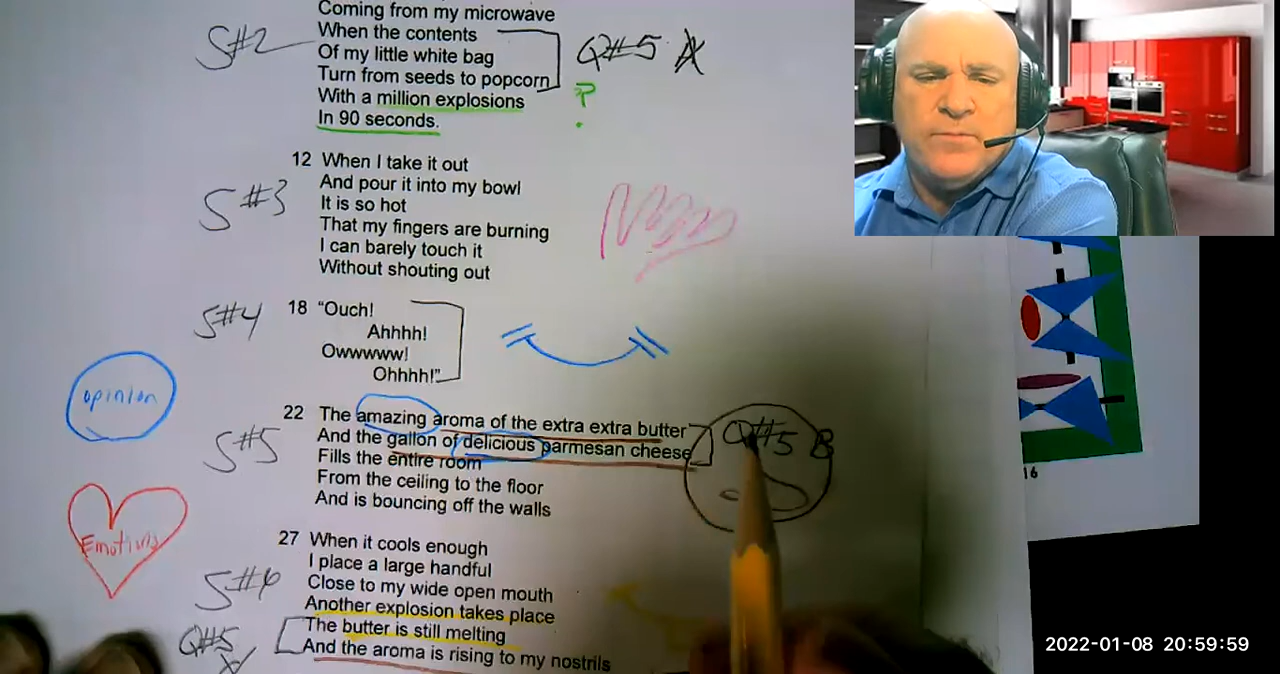 Coming from my microwave
S#2 When the contents
Of my little white bag Q#5
Turn from seeds to popcorn
With a million explosions ?
In 90 seconds.
12 When I take it out
And pour it into my bowl
S#3 It is so hot
That my fingers are burning
I can barely touch it
Without shouting out
18 “Ouch!
S#4 Ahhhh!
Owwwww!
Ohhhh!”
opinion
22 The amazing aroma of the extra extra butter
And the gallon of delicious parmesan cheese Q#5 B
S#5 Fills the entire room
From the ceiling to the floor
And is bouncing off the walls
16
27 When it cools enough
Emotions
I place a large handful
S#6 Close to my wide open mouth
Another explosion takes place
Q#5 The butter is still melting
And the aroma is rising to my nostrils
2022-01-08 20:59:59